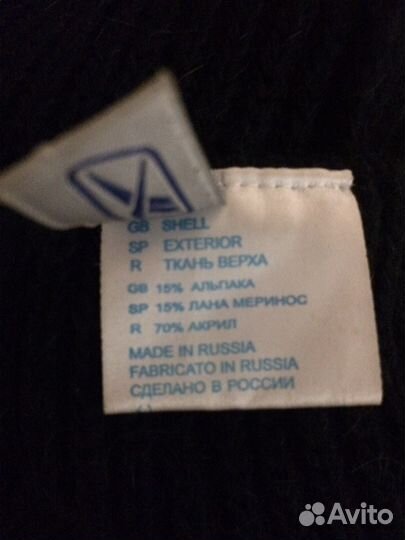 GB SHELL
SP EXTERIOR
R ТКАНЬ ВЕРХА
GB 15% АЛЬПАКА
SP 15% ЛАНА МЕРИНОС
R 70% АКРИЛ
MADE IN RUSSIA
FABRICATO IN RUSSIA
СДЕЛАНО В РОССИИ
Avito